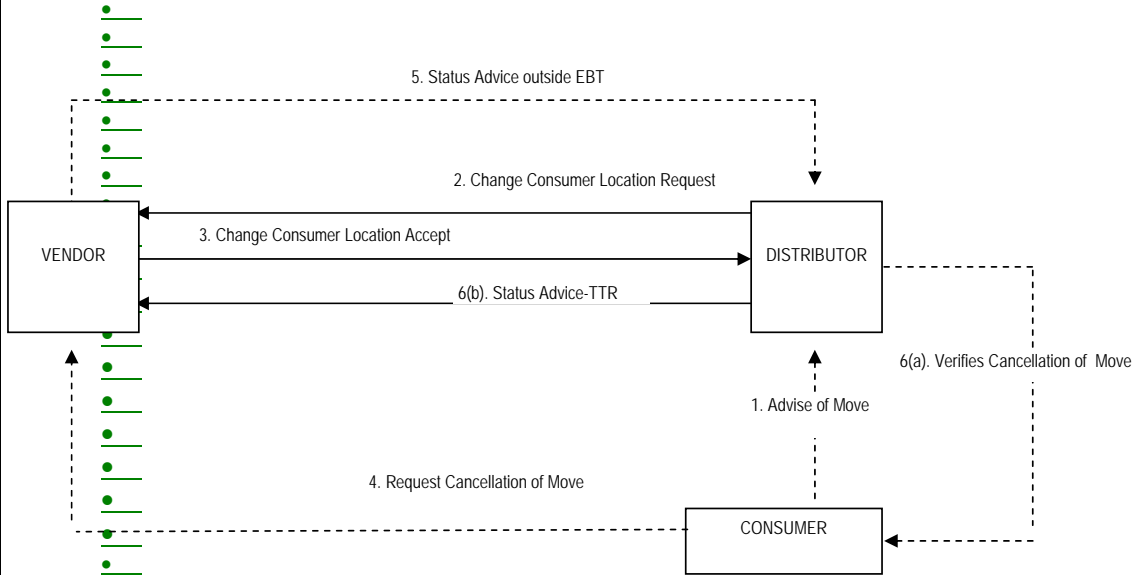 5. Status Advice outside EBT
2. Change Consumer Location Request
3. Change Consumer Location Accept
VENDOR
DISTRIBUTOR
6(b). Status Advice-TTR
6(a). Verifies Cancellation of Move
1. Advise of Move
4. Request Cancellation of Move
CONSUMER